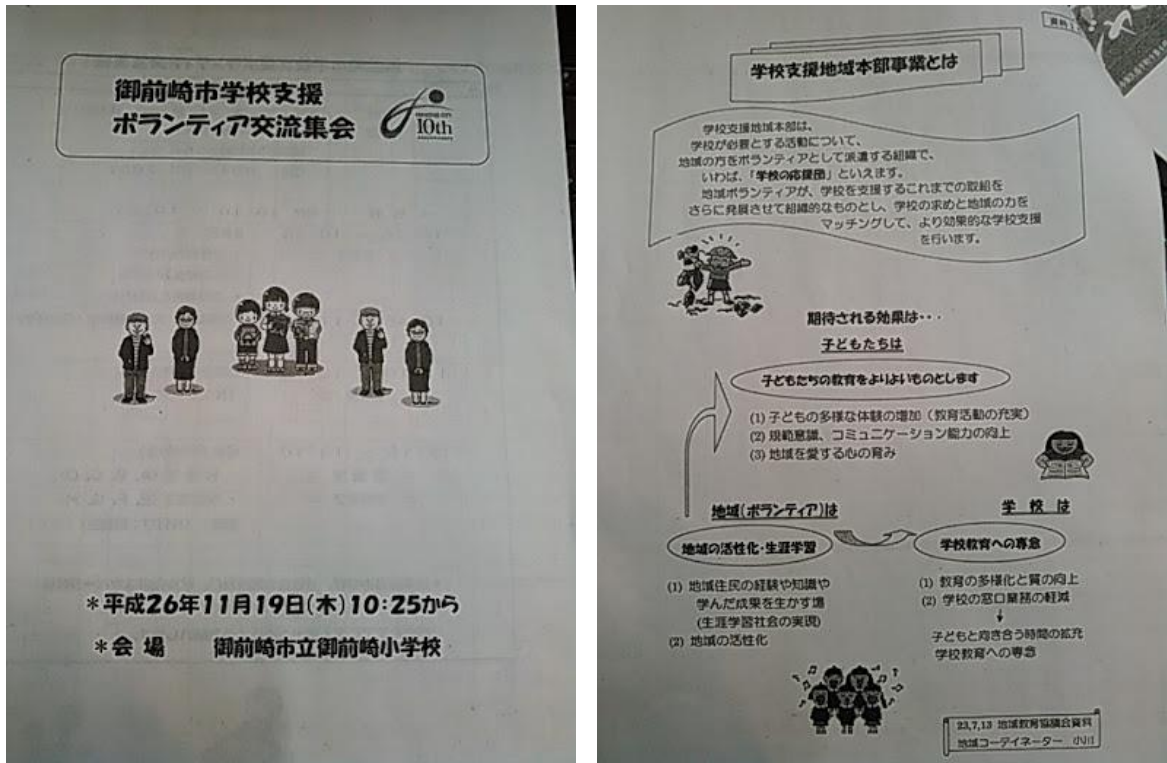 御前崎市学校支援
ボランティア交流集会
10th
*平成26年11月19日(木)10:25から
*会 場 御前崎市立御前崎小学校
資料
学校支援地域本部事業とは
学校支援地域本部は、
学校が必要とする活動について、
地域の方をボランティアとして派遣する組織で、
いわば、「学校の応援団」といえます。
地域ボランティアが、学校を支援するこれまでの取組を
さらに発展させて組織的なものとし、学校の求めと地域の力を
マッチングして、より効果的な学校支援
を行います。
期待される効果は・・・
子どもたちは
子どもたちの教育をよりよいものとします
(1) 子どもの多様な体験の増加(教育活動の充実)
(2) 規範意識、コミュニケーション能力の向上
(3) 地域を愛する心の育み
地域(ボランティア)は
地域の活性化・生涯学習
(1) 地域住民の経験や知識や
学んだ成果を生かす場
(生涯学習社会の実現)
(2) 地域の活性化
学 校 は
学校教育への専念
(1) 教育の多様化と質の向上
(2) 学校の窓口業務の軽減
↓
子どもと向き合う時間の拡充
学校教育への専念
23,7,13 地域教育協議会資料
地域コーデイネーター 小川